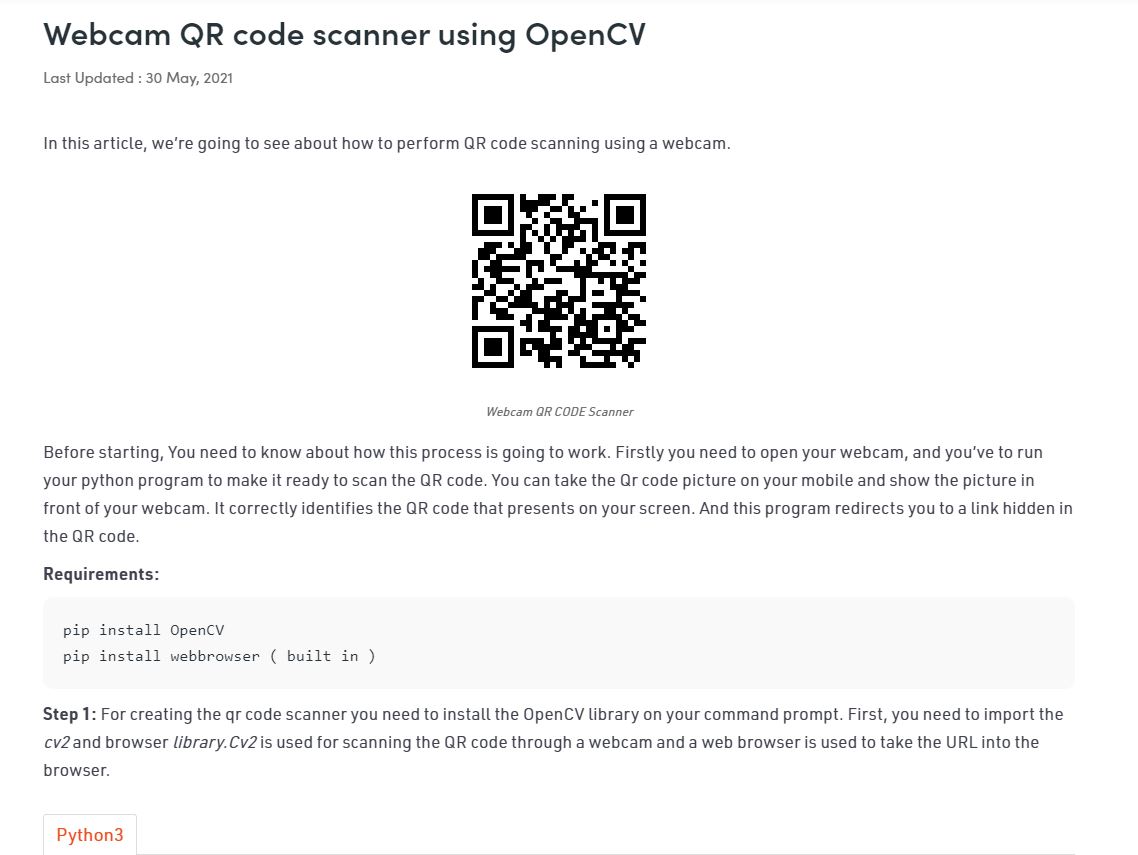 Webcam QR code scanner using OpenCV
Last Updated : 30 May, 2021
In this article, we're going to see about how to perform QR code scanning using a webcam.
Webcam QR CODE Scanner
Before starting, You need to know about how this process is going to work. Firstly you need to open your webcam, and you've to run
your python program to make it ready to scan the QR code. You can take the Qr code picture on your mobile and show the picture in
front of your webcam. It correctly identifies the QR code that presents on your screen. And this program redirects you to a link hidden in
the QR code.
Requirements:
pip install OpenCV
pip install webbrowser ( built in )
Step 1: For creating the qr code scanner you need to install the OpenCV library on your command prompt. First, you need to import the
cv2 and browser library.Cv2 is used for scanning the QR code through a webcam and a web browser is used to take the URL into the
browser.
Python3